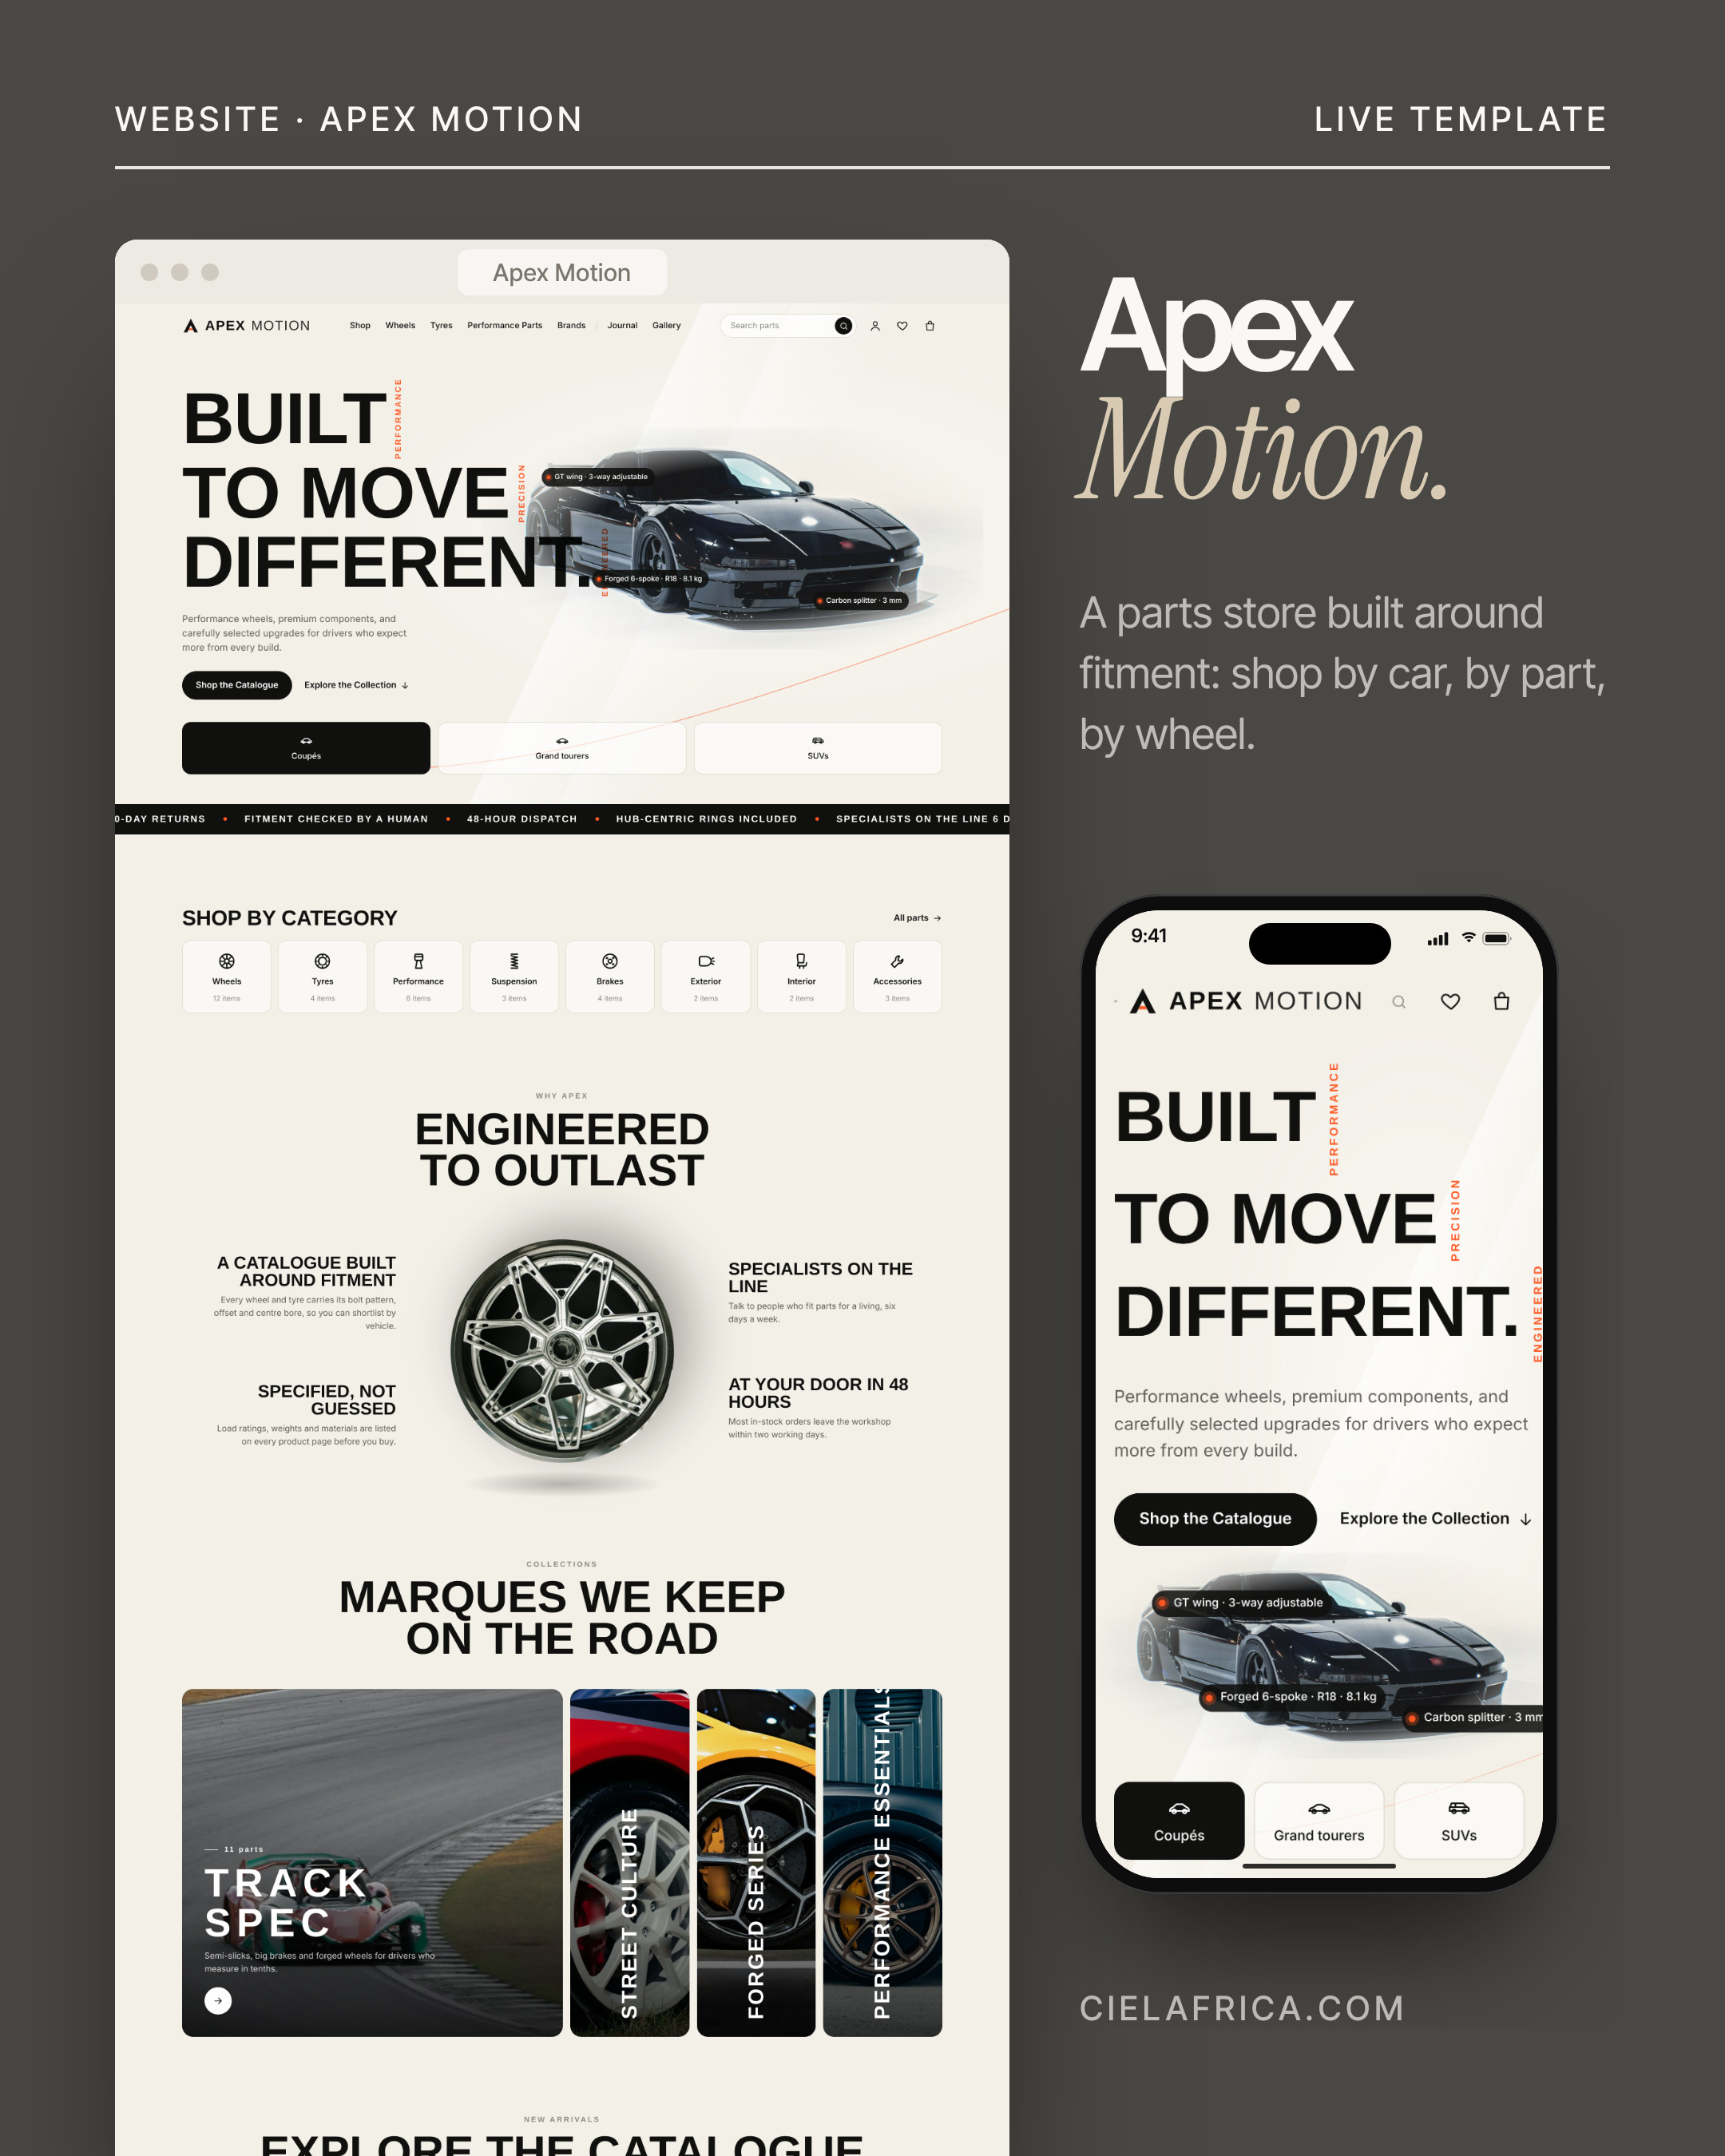 WEBSITE · APEX MOTION
LIVE TEMPLATE
Apex Motion
APEX MOTION
Shop
Wheels
Tyres
Performance Parts
Brands
Journal
Gallery
Search parts
BUILT
PERFORMANCE
TO MOVE
PRECISION
DIFFERENT.
GT wing · 3-way adjustable
Forged 6-spoke · R18 · 8.1 kg
Carbon splitter · 3 mm
Performance wheels, premium components, and
carefully selected upgrades for drivers who expect
more from every build.
Shop the Catalogue
Explore the Collection ↓
Coupés
Grand tourers
SUVs
0-DAY RETURNS • FITMENT CHECKED BY A HUMAN • 48-HOUR DISPATCH • HUB-CENTRIC RINGS INCLUDED • SPECIALISTS ON THE LINE 6 D
SHOP BY CATEGORY
All parts →
Wheels
12 items
Tyres
4 items
Performance
6 items
Suspension
3 items
Brakes
4 items
Exterior
2 items
Interior
2 items
Accessories
3 items
WHY APEX
ENGINEERED
TO OUTLAST
A CATALOGUE BUILT
AROUND FITMENT
Every wheel and tyre carries its bolt pattern,
offset and centre bore, so you can shortlist by
vehicle.
SPECIFIED, NOT
GUESSED
Load ratings, weights and materials are listed
on every product page before you buy.
SPECIALISTS ON THE
LINE
Talk to people who fit parts for a living, six
days a week.
AT YOUR DOOR IN 48
HOURS
Most in-stock orders leave the workshop
within two working days.
COLLECTIONS
MARQUES WE KEEP
ON THE ROAD
11 parts
TRACK
SPEC
Semi-slicks, big brakes and forged wheels for drivers who
measure in tenths.
STREET CULTURE
FORGED SERIES
PERFORMANCE ESSENTIALS
NEW ARRIVALS
EXPLORE THE CATALOGUE
Apex
Motion.
A parts store built around
fitment: shop by car, by part,
by wheel.
9:41
APEX MOTION
BUILT
PERFORMANCE
TO MOVE
PRECISION
DIFFERENT.
ENGINEERED
Performance wheels, premium components, and
carefully selected upgrades for drivers who expect
more from every build.
Shop the Catalogue
Explore the Collection ↓
GT wing · 3-way adjustable
Forged 6-spoke · R18 · 8.1 kg
Carbon splitter · 3 mm
Coupés
Grand tourers
SUVs
CIELAFRICA.COM